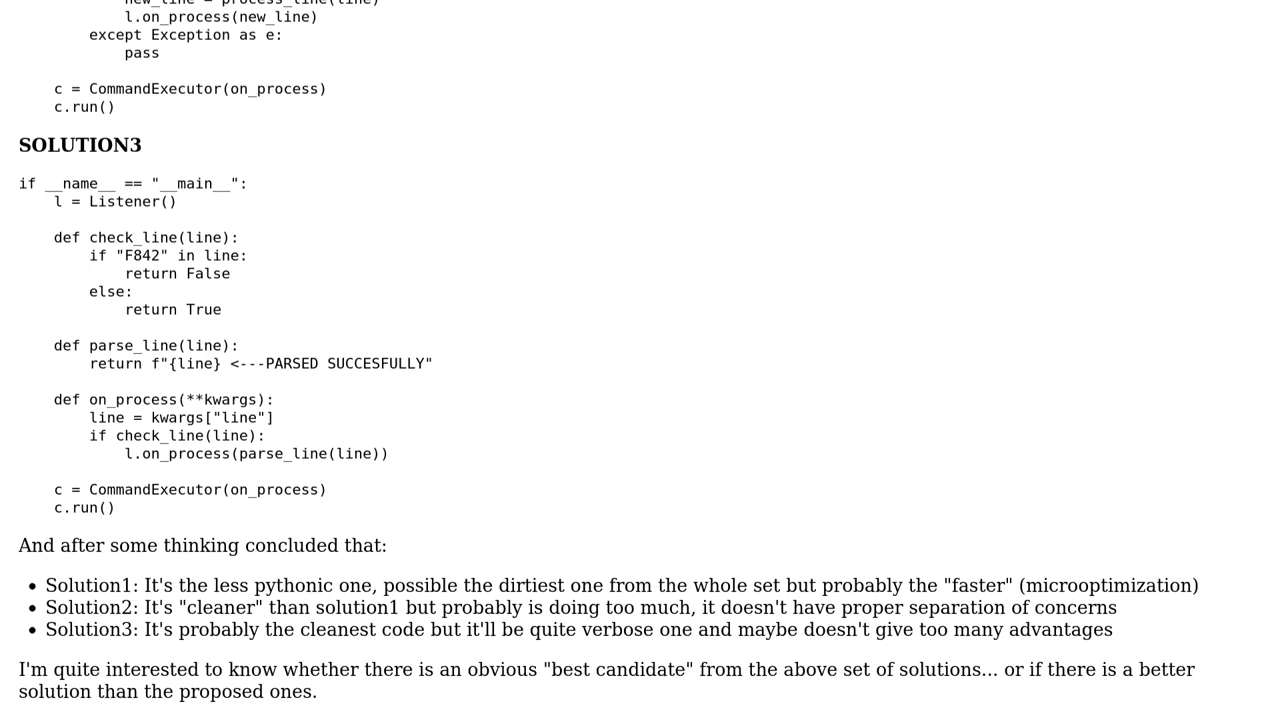 new_line = process_line(line)
l.on_process(new_line)
except Exception as e:
pass
c = CommandExecutor(on_process)
c.run()
SOLUTION3
if __name__ == "__main__":
l = Listener()
def check_line(line):
if "F842" in line:
return False
else:
return True
def parse_line(line):
return f"{line} <---PARSED SUCCESFULLY"
def on_process(**kwargs):
line = kwargs["line"]
if check_line(line):
l.on_process(parse_line(line))
c = CommandExecutor(on_process)
c.run()
And after some thinking concluded that:
• Solution1: It's the less pythonic one, possible the dirtiest one from the whole set but probably the "faster" (microoptimization)
• Solution2: It's "cleaner" than solution1 but probably is doing too much, it doesn't have proper separation of concerns
• Solution3: It's probably the cleanest code but it'll be quite verbose one and maybe doesn't give too many advantages
I'm quite interested to know whether there is an obvious "best candidate" from the above set of solutions... or if there is a better
solution than the proposed ones.